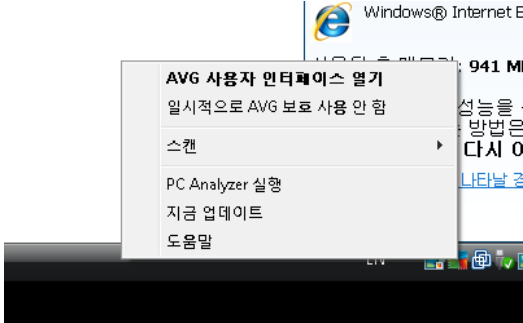 Windows® Internet E
: 941 MI
AVG 사용자 인터페이스 열기
일시적으로 AVG 보호 사용 안 함
성능을
방법은
스캔
다시 0
PC Analyzer 실행
나타날 경
지금 업데이트
도움말
EN